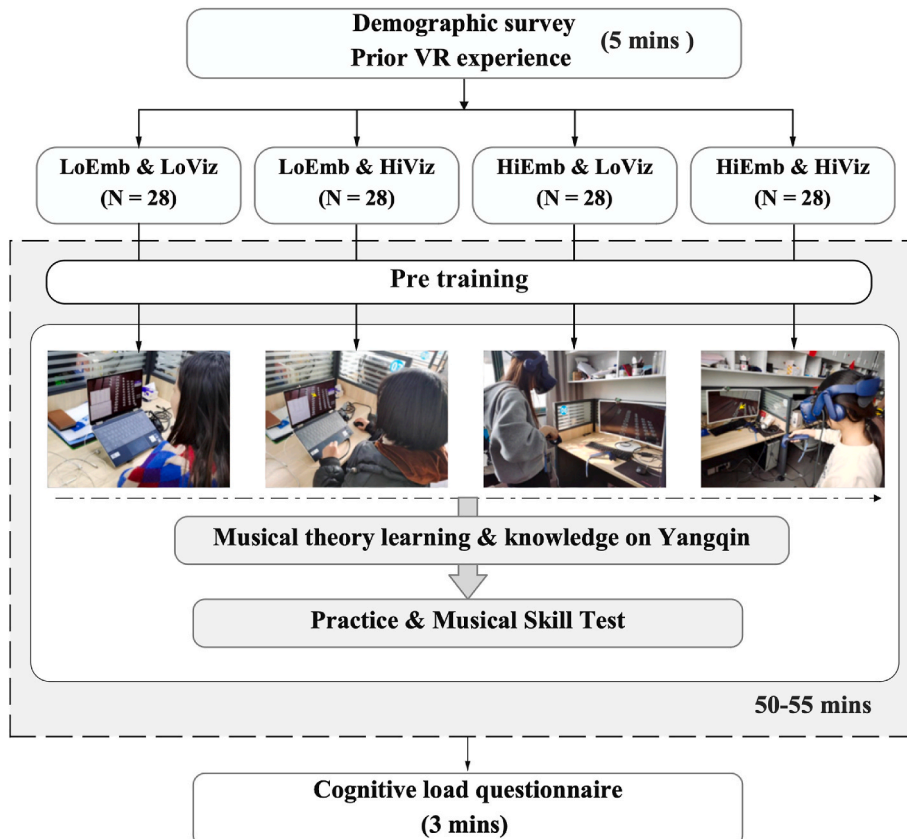 Demographic survey
Prior VR experience
(5 mins )
LoEmb & LoViz
(N = 28)
LoEmb & HiViz
(N = 28)
HiEmb & LoViz
(N = 28)
HiEmb & HiViz
(N = 28)
Pre training
Musical theory learning & knowledge on Yangqin
Practice & Musical Skill Test
50-55 mins
Cognitive load questionnaire
(3 mins)